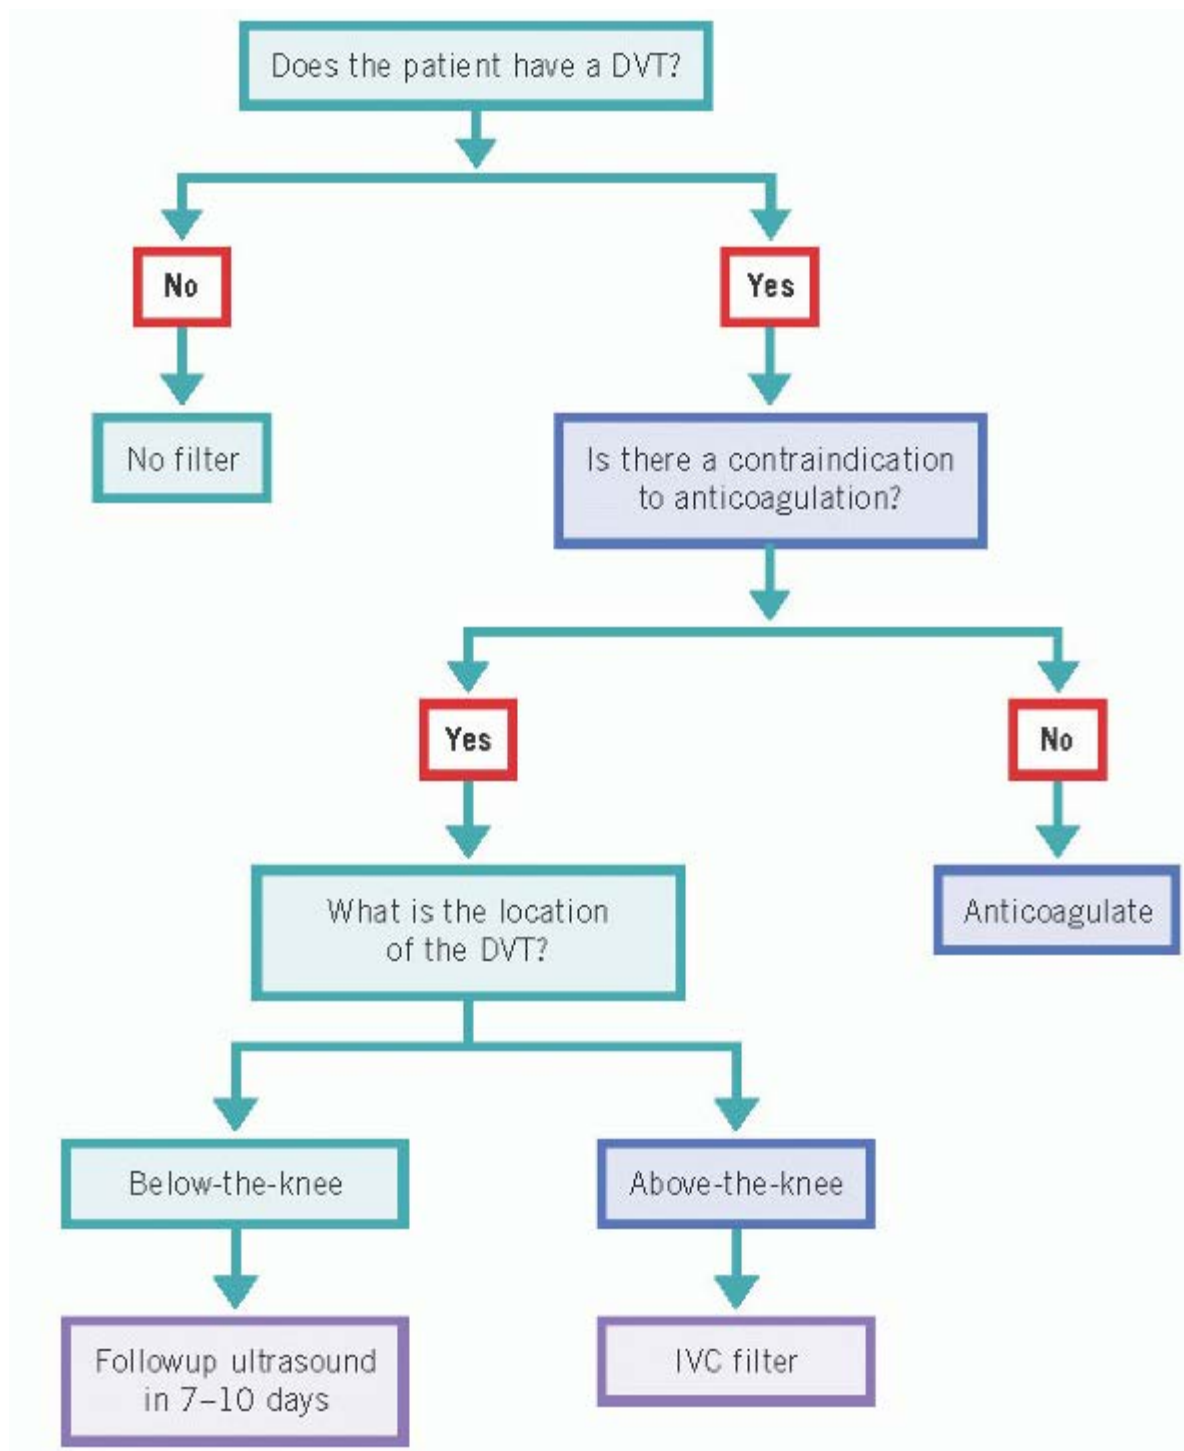 Does the patient have a DVT?
No
Yes
No filter
Is there a contraindication
to anticoagulation?
Yes
No
What is the location
of the DVT?
Anticoagulate
Below-the-knee
Above-the-knee
Followup ultrasound
in 7–10 days
IVC filter